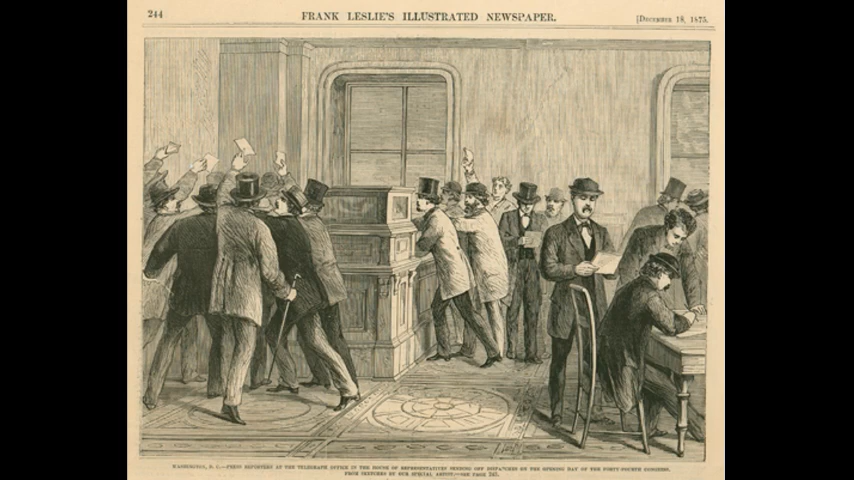 244
FRANK LESLIE'S ILLUSTRATED NEWSPAPER.
[DECEMBER 18, 1875.
WASHINGTON, D. C.—PRESS REPORTERS AT THE TELEGRAPH OFFICE IN THE HOUSE OF REPRESENTATIVES SENDING OFF DISPATCHES ON THE OPENING DAY OF THE FORTY-FOURTH CONGRESS.
FROM SKETCHES BY OUR SPECIAL ARTIST.—SEE PAGE 243.